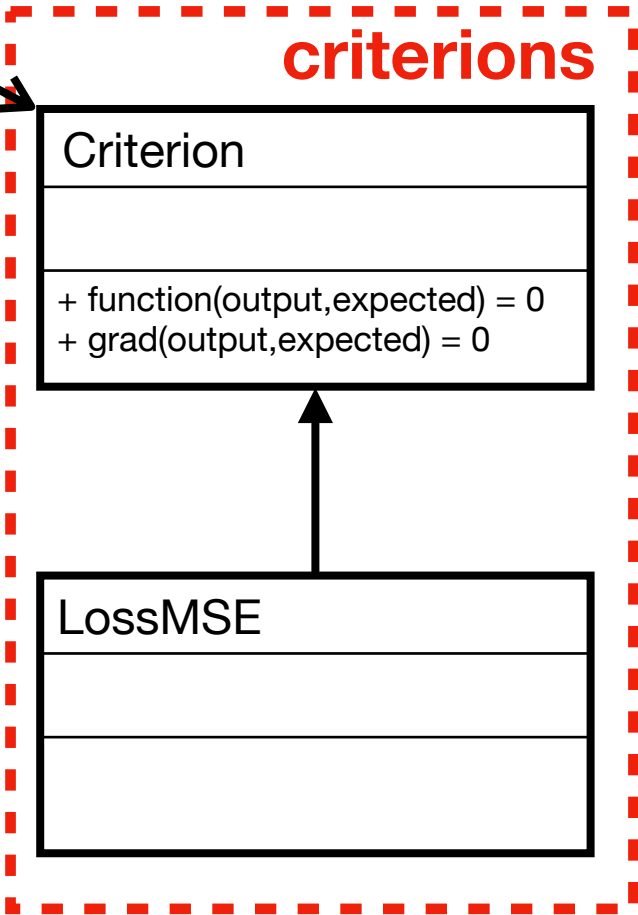 criterions
Criterion
+ function(output,expected) = 0
+ grad(output,expected) = 0
LossMSE